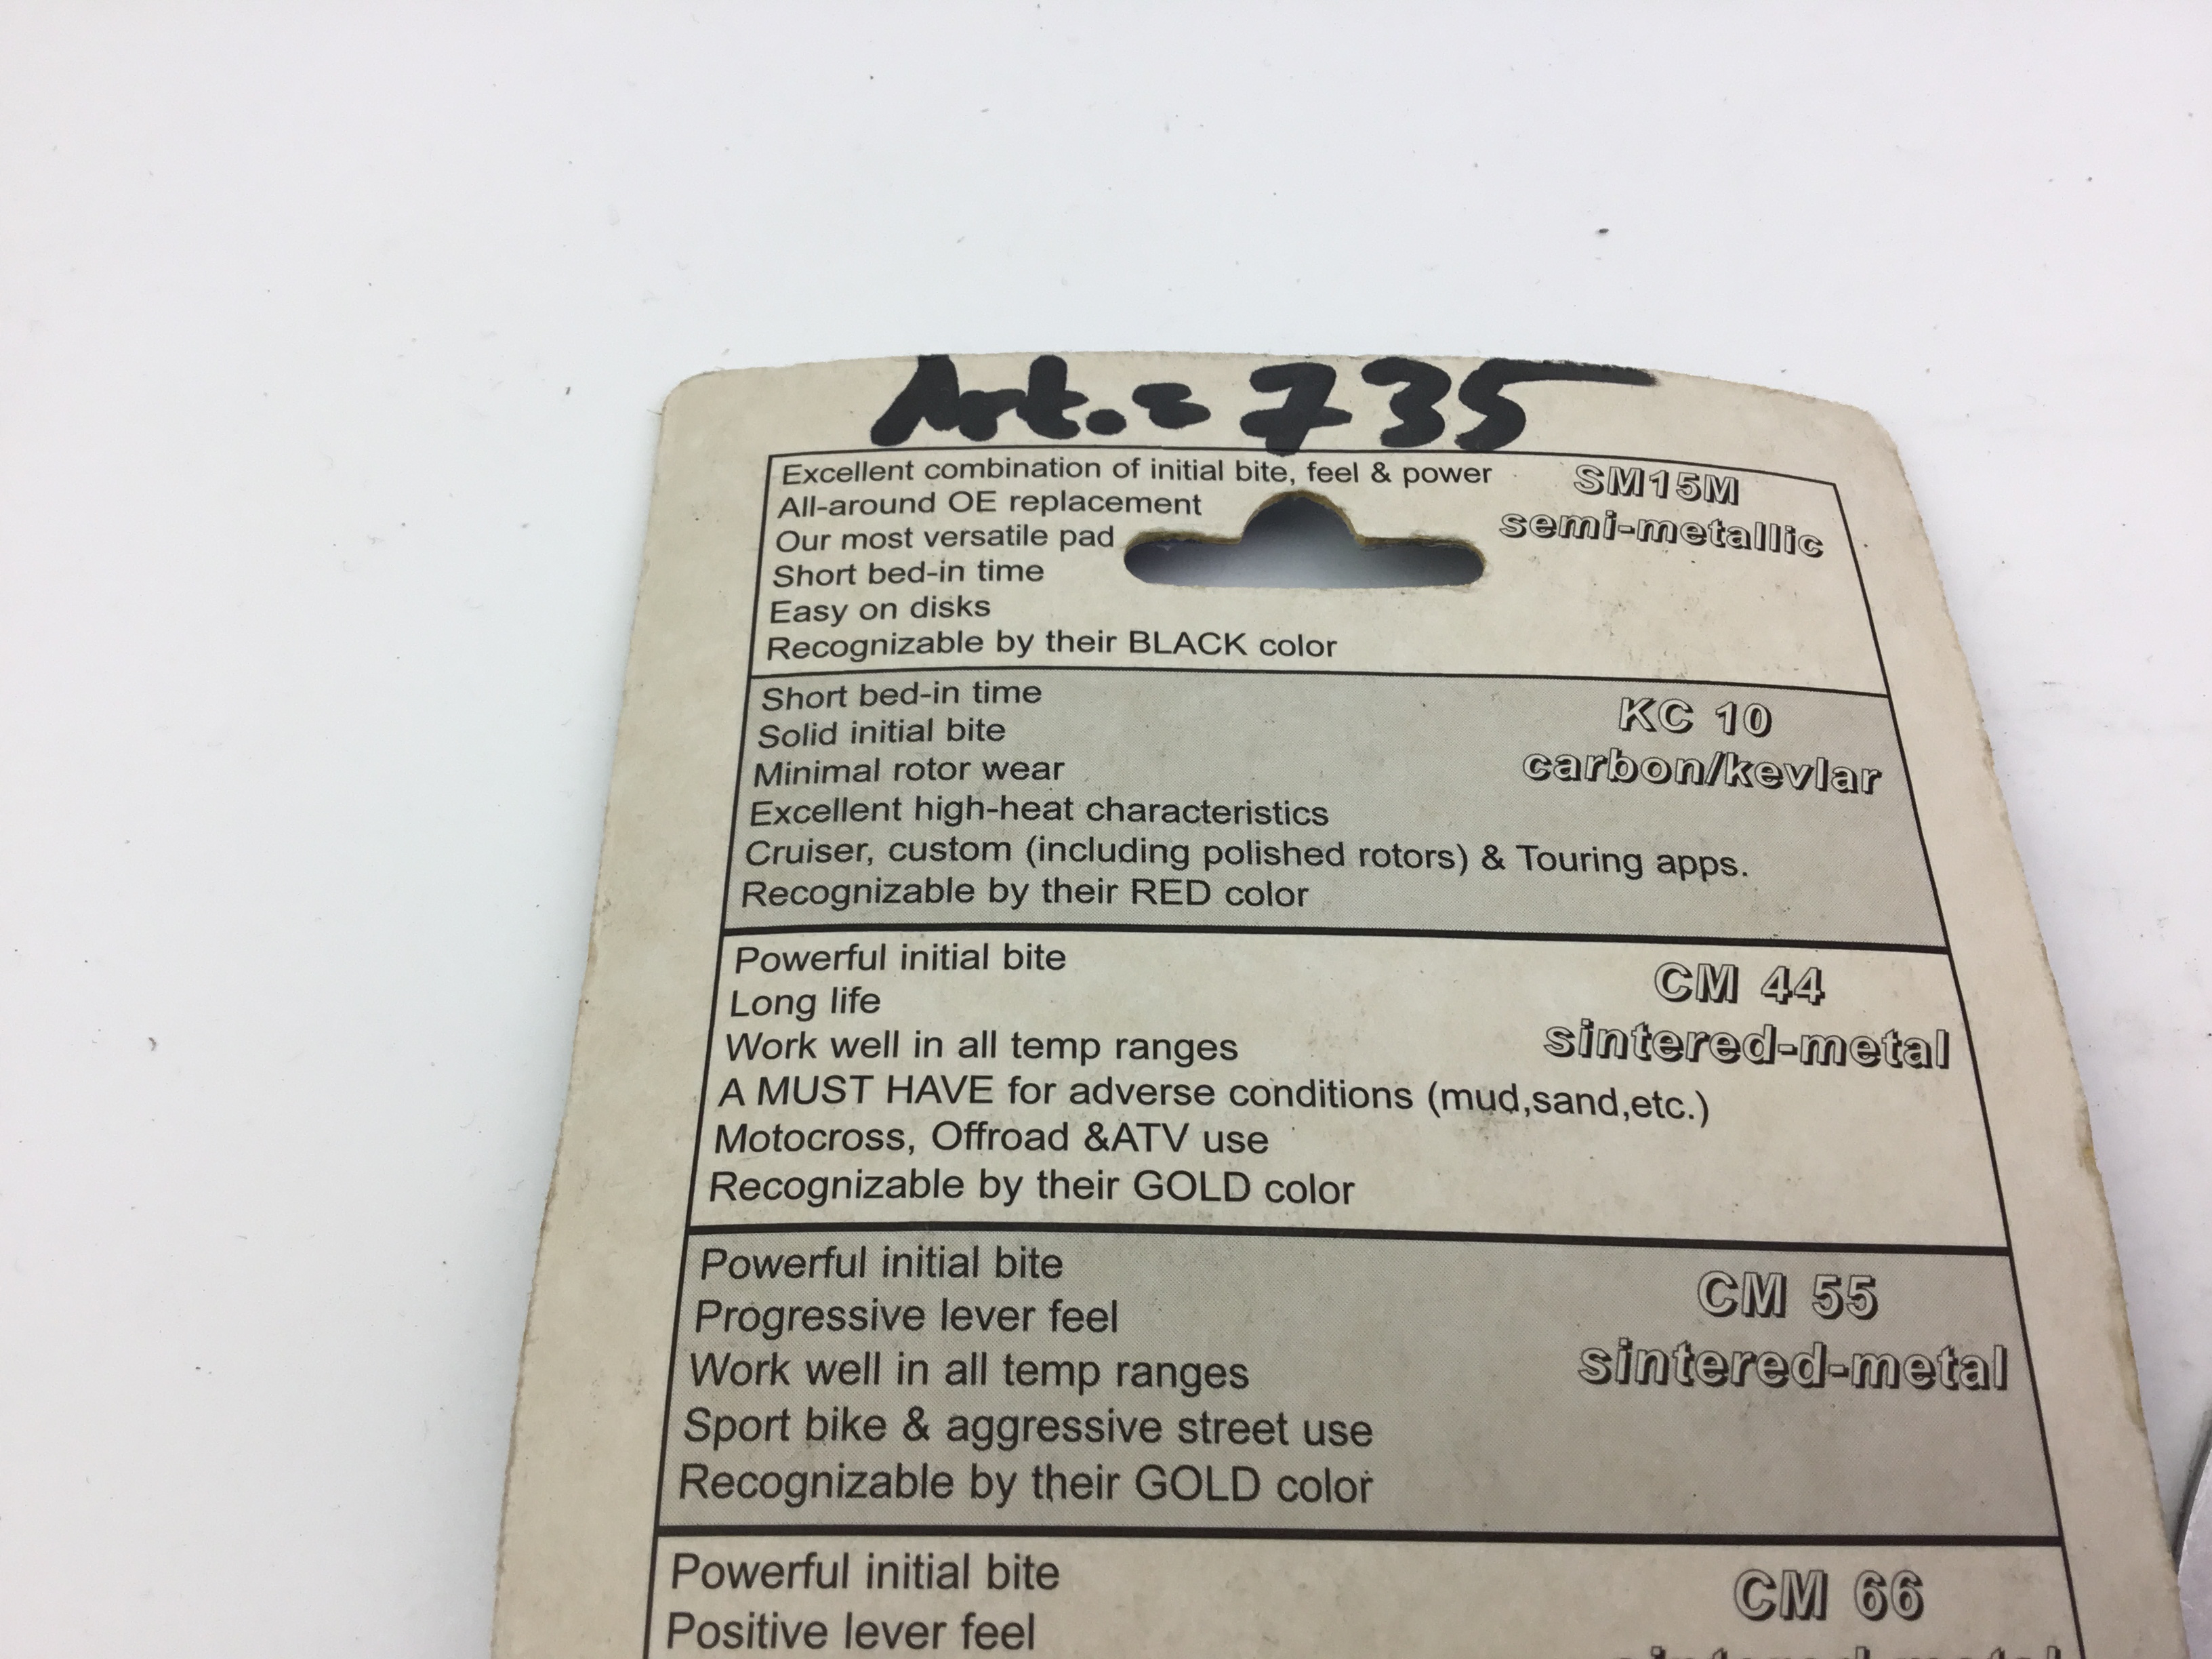 Art.= 735
Excellent combination of initial bite, feel & power
All-around OE replacement
Our most versatile pad
Short bed-in time
Easy on disks
Recognizable by their BLACK color
SM15M
semi-metallic
Short bed-in time
Solid initial bite
Minimal rotor wear
Excellent high-heat characteristics
Cruiser, custom (including polished rotors) & Touring apps.
Recognizable by their RED color
KC 10
carbon/kevlar
Powerful initial bite
Long life
Work well in all temp ranges
A MUST HAVE for adverse conditions (mud,sand,etc.)
Motocross, Offroad &ATV use
Recognizable by their GOLD color
CM 44
sintered-metal
Powerful initial bite
Progressive lever feel
Work well in all temp ranges
Sport bike & aggressive street use
Recognizable by their GOLD color
CM 55
sintered-metal
Powerful initial bite
Positive lever feel
CM 66